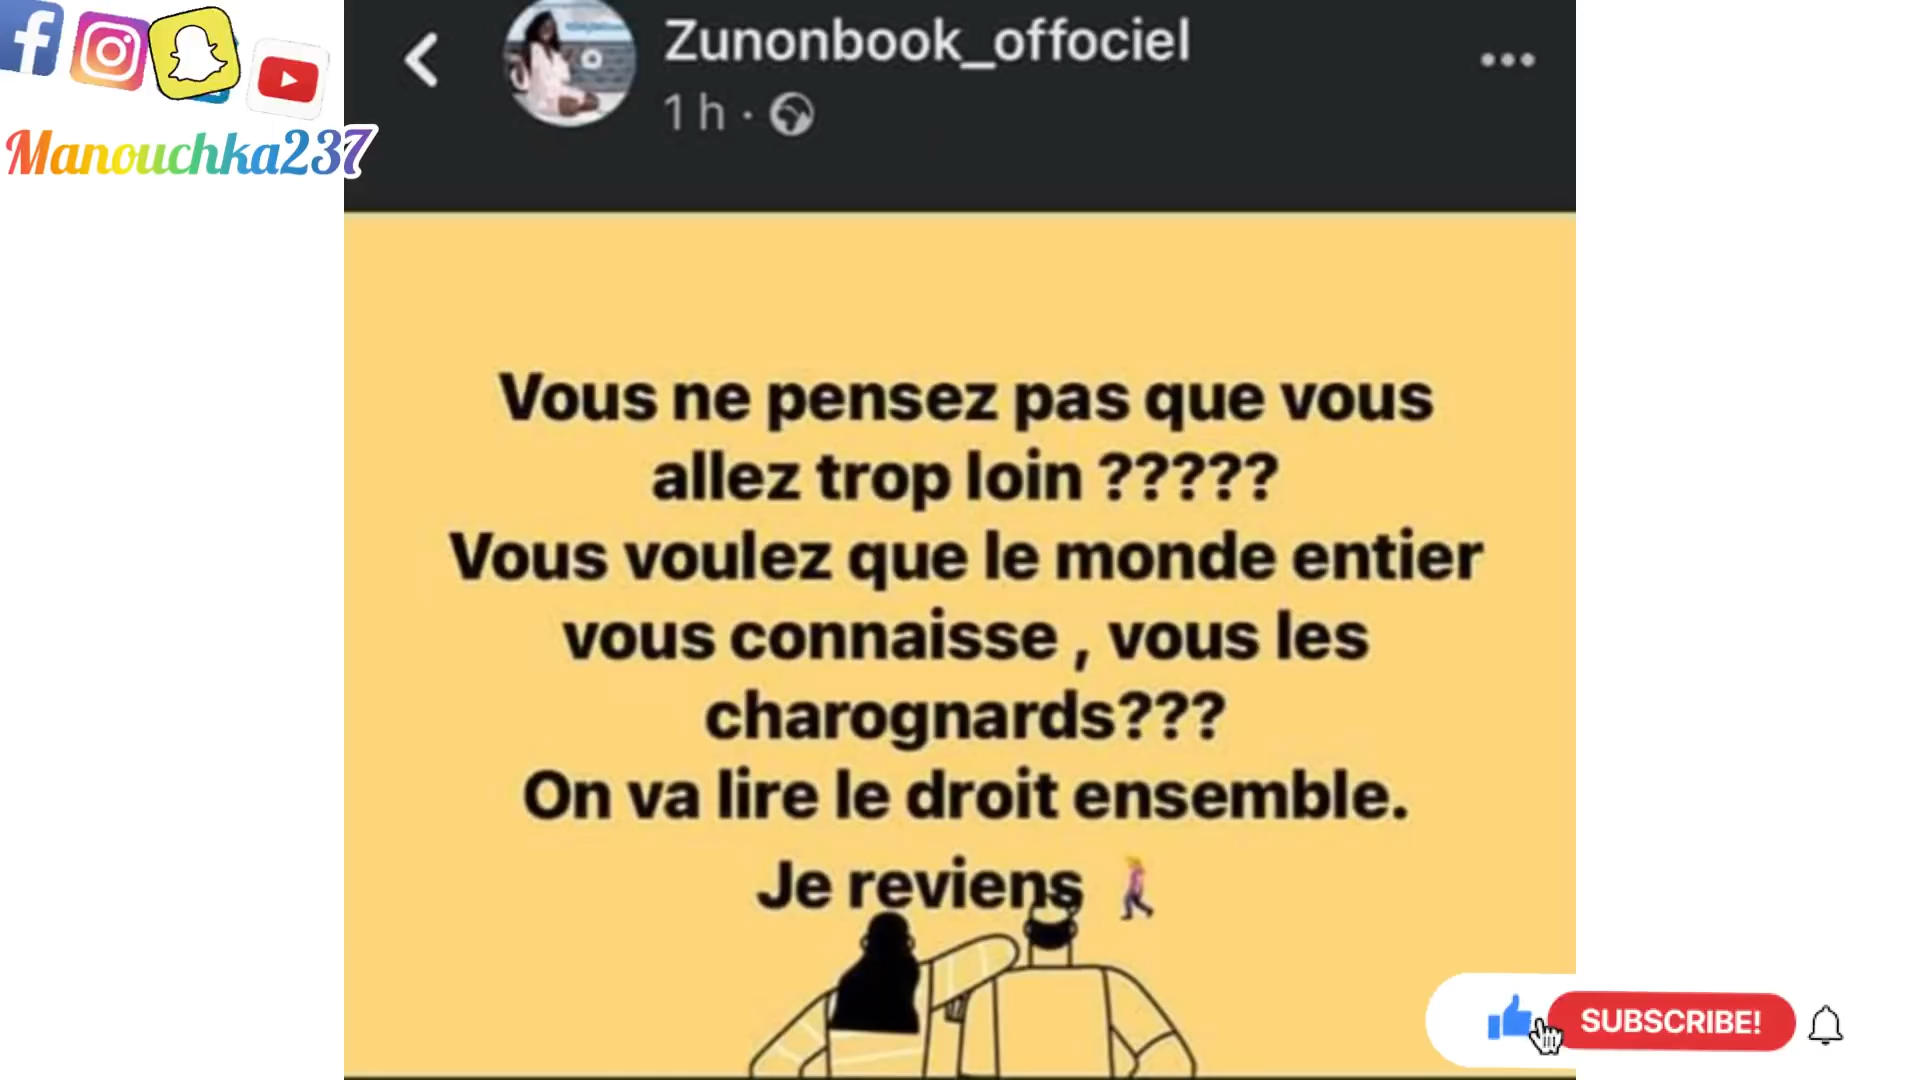 Manouchka237
Zunonbook_offociel
1 h ·
Vous ne pensez pas que vous
allez trop loin ?????
Vous voulez que le monde entier
vous connaisse , vous les
charognards???
On va lire le droit ensemble.
Je reviens
SUBSCRIBE!